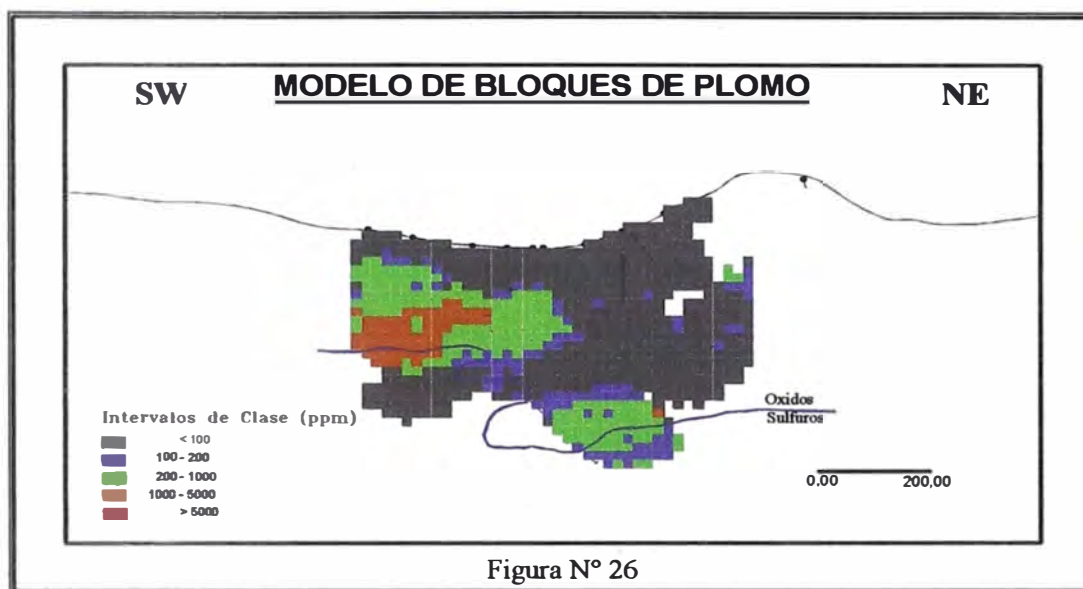 SW MODELO DE BLOQUES DE PLOMO NE
Oxidos
Sulfuros
Intervalos de Clase (ppm)
< 100
100 - 200
200 - 1000
1000 - 5000
> 5000
0.00 200,00
Figura N° 26